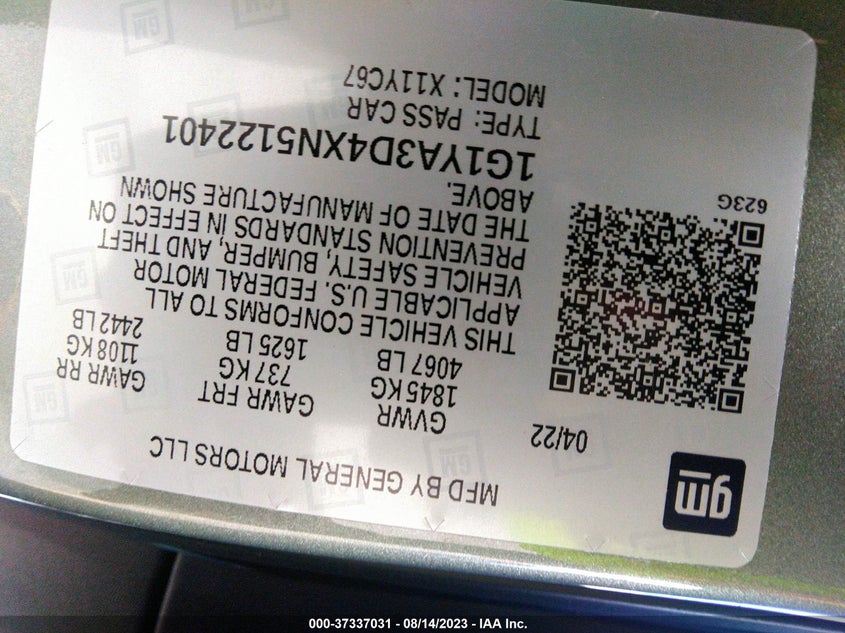 gm
MFD BY GENERAL MOTORS LLC
04/22
GVWR GAWR FRT GAWR RR
1845 KG 737 KG 1108 KG
4067 LB 1625 LB 2442 LB
THIS VEHICLE CONFORMS TO ALL
APPLICABLE U.S. FEDERAL MOTOR
VEHICLE SAFETY, BUMPER, AND THEFT
PREVENTION STANDARDS IN EFFECT ON
THE DATE OF MANUFACTURE SHOWN
ABOVE.
623G
1G1YA3D4XN5122401
TYPE: PASS CAR
MODEL: X11YC67
000-37337031 - 08/14/2023 - IAA Inc.